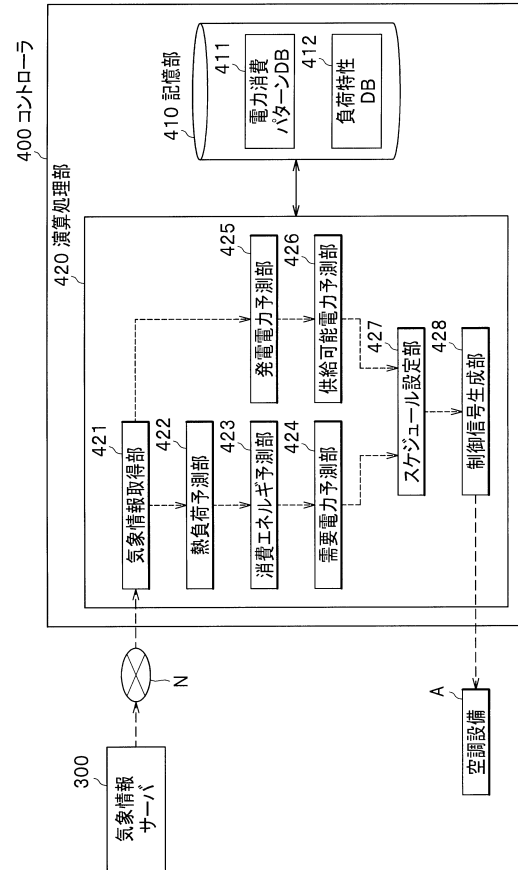 400 コントローラ
420 演算処理部
410 記憶部
411
電力消費
パターンDB
412
負荷特性
DB
300
気象情報
サーバ
N
421
気象情報取得部
422
熱負荷予測部
423
消費エネルギ予測部
424
需要電力予測部
425
発電電力予測部
426
供給可能電力予測部
427
スケジュール設定部
428
制御信号生成部
A
空調設備